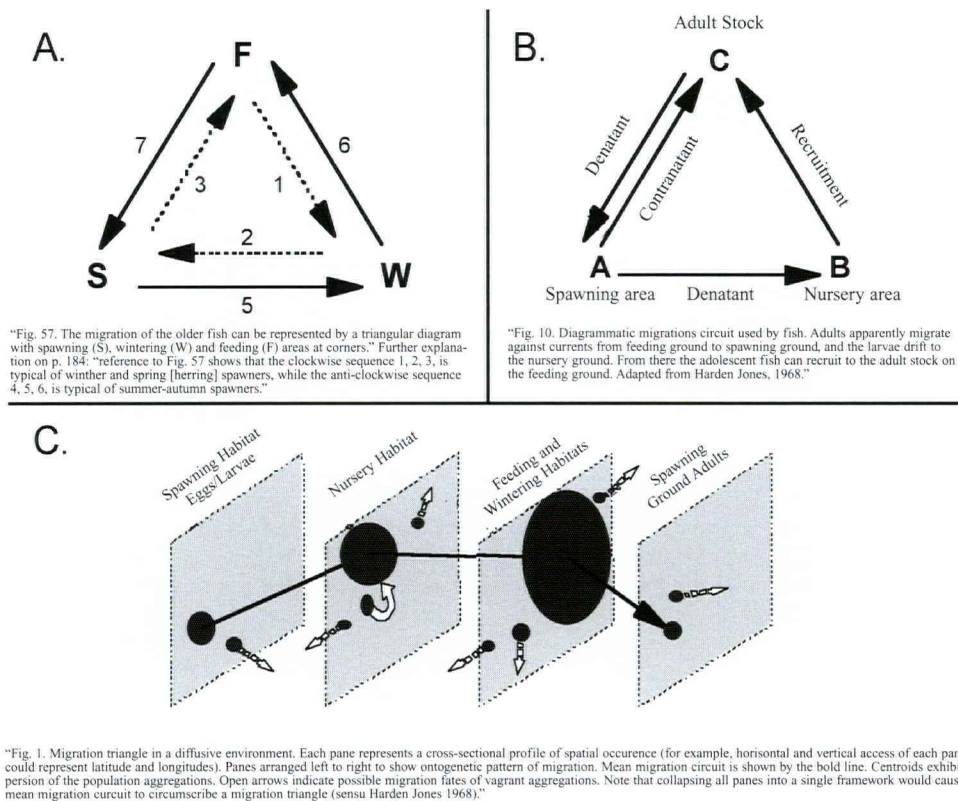 A.
F
7
6
3
1
2
S
W
5
"Fig. 57. The migration of the older fish can be represented by a triangular diagram
with spawning (S), wintering (W) and feeding (F) areas at corners." Further explana-
tion on p. 184: "reference to Fig. 57 shows that the clockwise sequence 1, 2, 3, is
typical of winther and spring [herring] spawners, while the anti-clockwise sequence
4, 5, 6, is typical of summer-autumn spawners."
B.
Adult Stock
C
Denatant
Contranatant
Recruitment
A
B
Spawning area
Denatant
Nursery area
"Fig. 10. Diagrammatic migrations circuit used by fish. Adults apparently migrate
against currents from feeding ground to spawning ground, and the larvae drift to
the nursery ground. From there the adolescent fish can recruit to the adult stock on
the feeding ground. Adapted from Harden Jones, 1968."
C.
Spawning Habitat
Eggs/Larvae
Nursery Habitat
Feeding and
Wintering Habitats
Spawning
Ground Adults
"Fig. 1. Migration triangle in a diffusive environment. Each pane represents a cross-sectional profile of spatial occurence (for example, horisontal and vertical access of each pan
could represent latitude and longitudes). Panes arranged left to right to show ontogenetic pattern of migration. Mean migration circuit is shown by the bold line. Centroids exhibi
persion of the population aggregations. Open arrows indicate possible migration fates of vagrant aggregations. Note that collapsing all panes into a single framework would caus
mean migration curcuit to circumscribe a migration triangle (sensu Harden Jones 1968)."